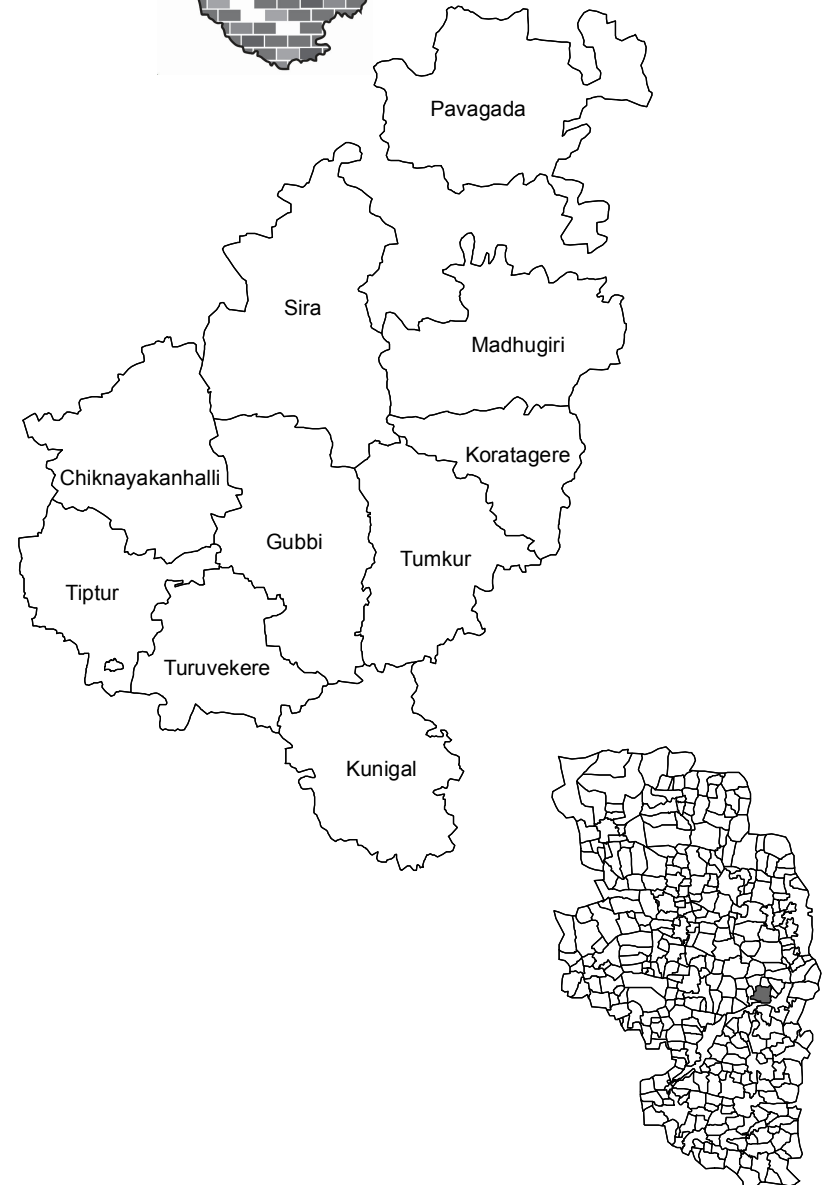 Pavagada
Sira
Madhugiri
Koratagere
Chiknayakanhalli
Gubbi
Tumkur
Tiptur
Turuvekere
Kunigal